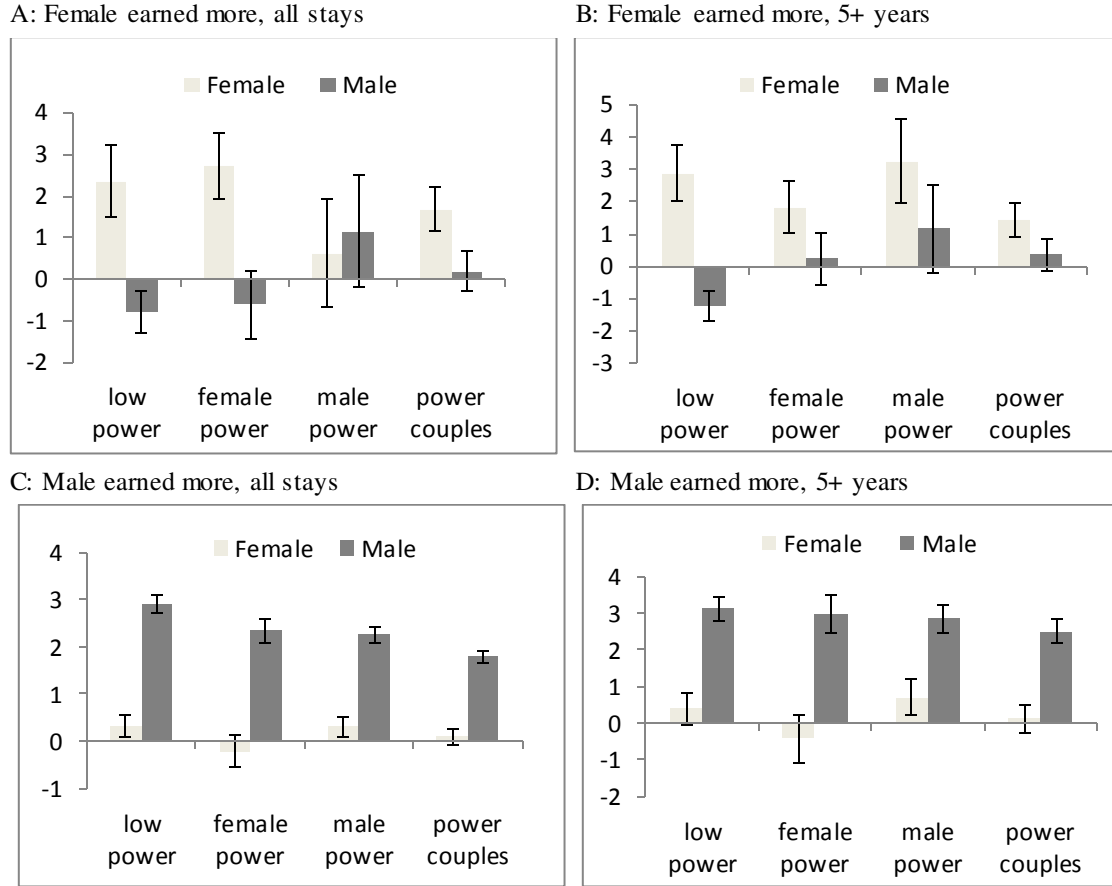 A: Female earned more, all stays
Female Male
4
3
2
1
0
-1
-2
low power
female power
male power
power couples
B: Female earned more, 5+ years
Female Male
5
4
3
2
1
0
-1
-2
-3
low power
female power
male power
power couples
C: Male earned more, all stays
Female Male
4
3
2
1
0
-1
low power
female power
male power
power couples
D: Male earned more, 5+ years
Female Male
4
3
2
1
0
-1
-2
low power
female power
male power
power couples